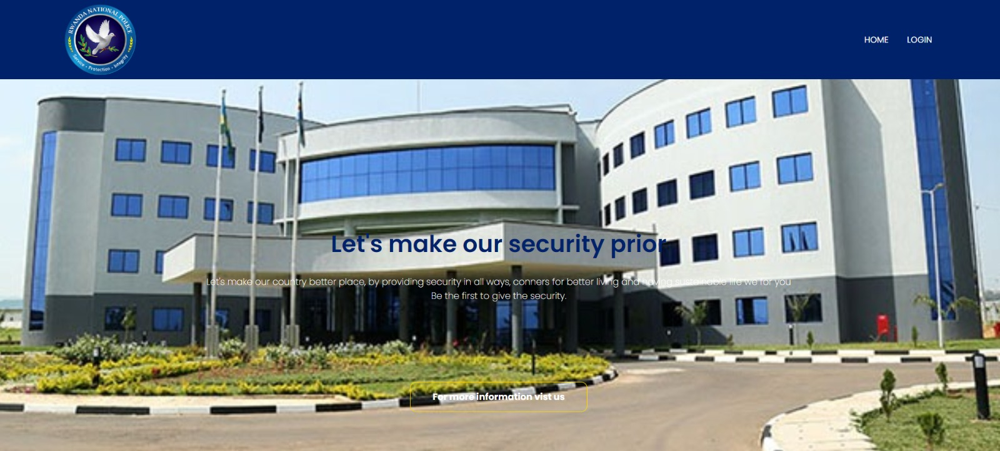 RWANDA NATIONAL POLICE
Service - Protection - Integrity
HOME LOGIN
Let's make our security prior
Let's make our country better place, by providing security in all ways, conners for better living and having sustainable life we for you
Be the first to give the security.
For more information vist us